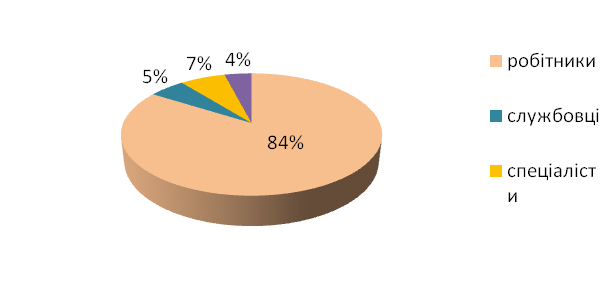 4%
7%
5%
84%
робітники
службовці
спеціаліст
и